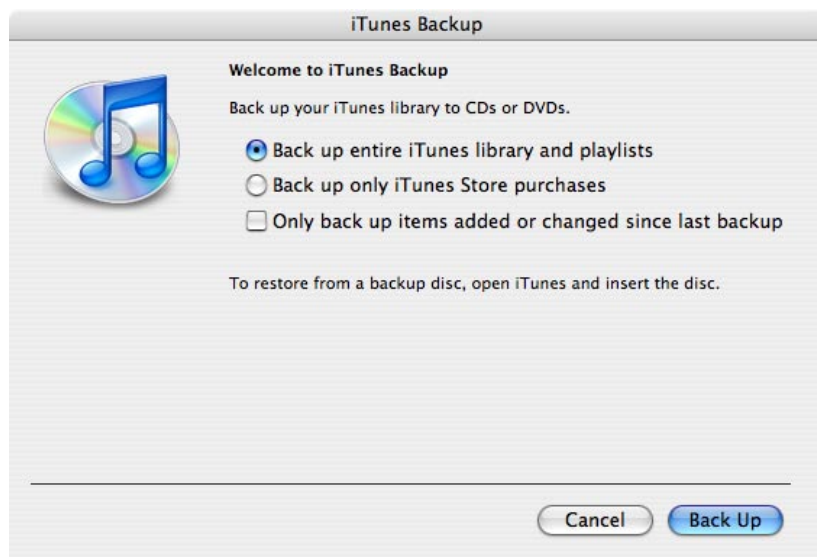 iTunes Backup
Welcome to iTunes Backup
Back up your iTunes library to CDs or DVDs.
Back up entire iTunes library and playlists
Back up only iTunes Store purchases
Only back up items added or changed since last backup
To restore from a backup disc, open iTunes and insert the disc.
Cancel Back Up